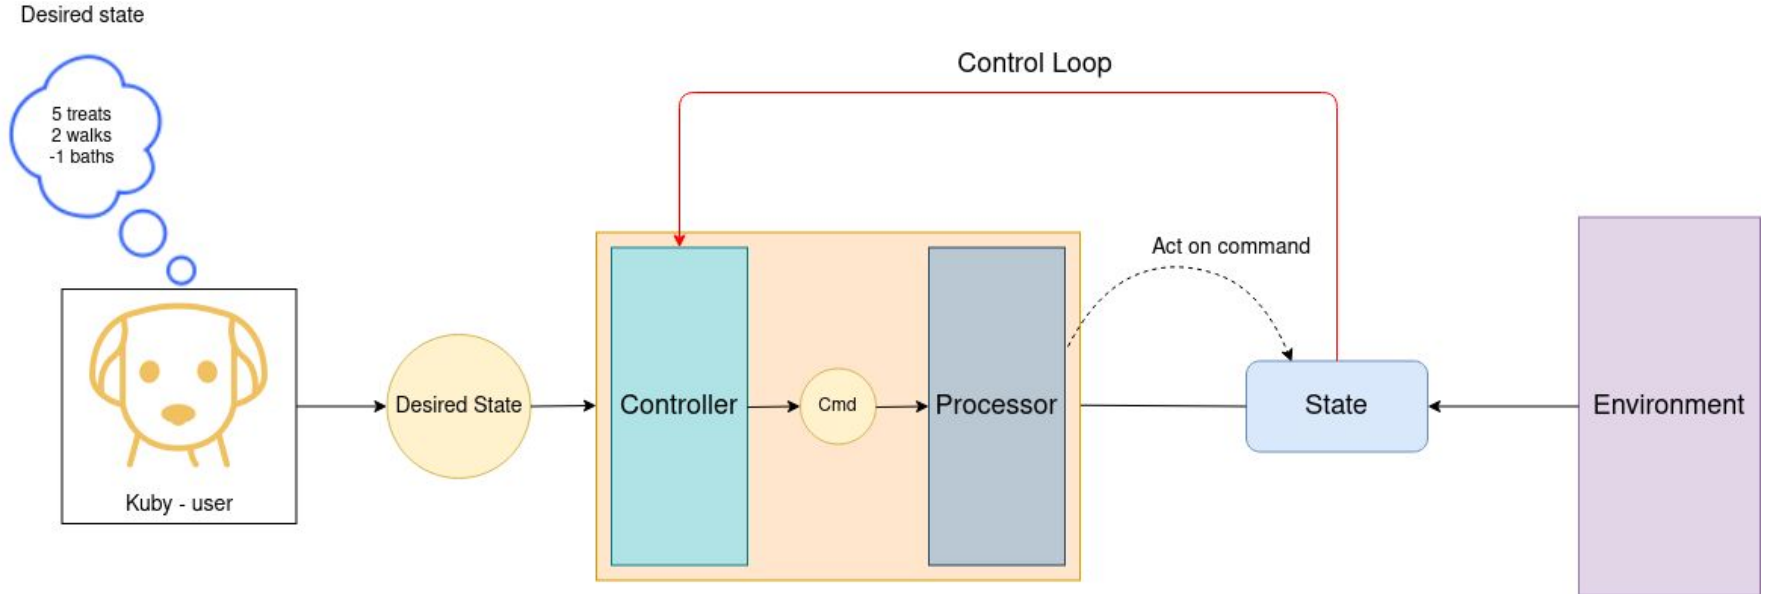 Desired state
5 treats
2 walks
-1 baths
Kuby - user
Desired State
Control Loop
Controller
Cmd
Processor
Act on command
State
Environment